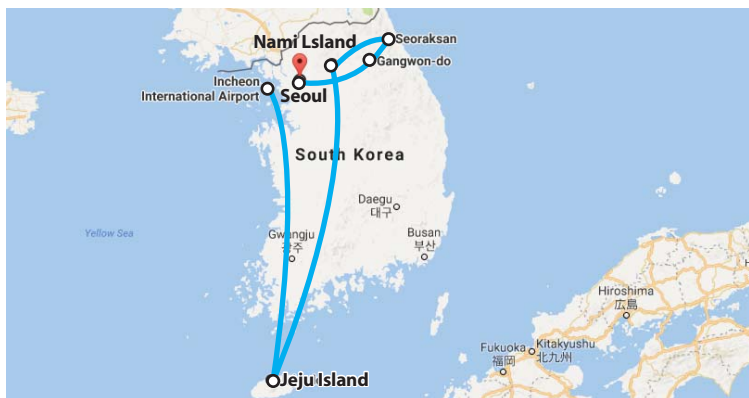 Nami Lsland
Seoraksan
Gangwon-do
Incheon
International Airport
Seoul
South Korea
Daegu
대구
Yellow Sea
Gwangju
광주
Busan
부산
Hiroshima
広島
Fukuoka
福岡
Kitakyushu
北九州
Jeju Island